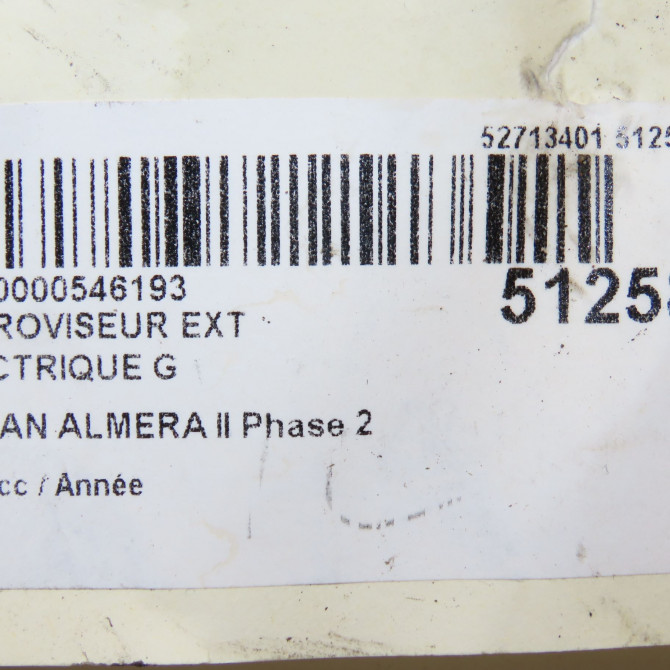 52713401 5125
0000546193
5125
ROVISEUR EXT
CTRIQUE G
AN ALMERA II Phase 2
cc / Année